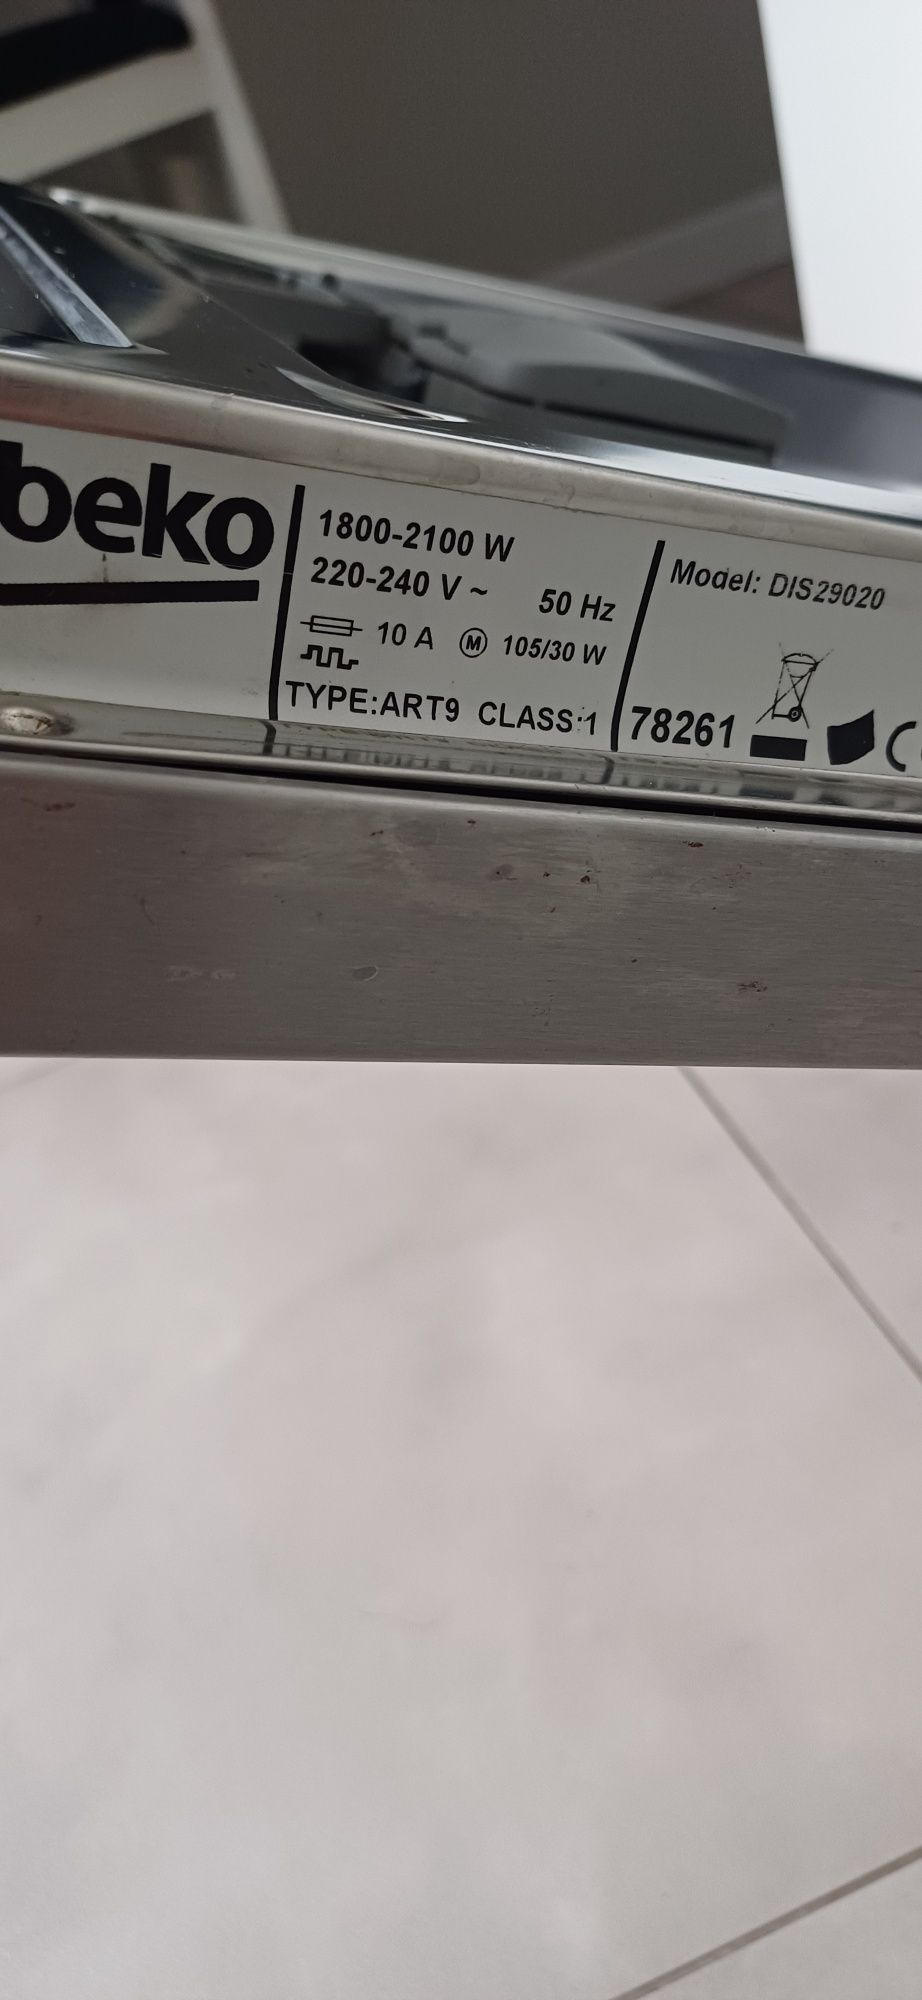 beko
1800-2100 W
220-240 V ~ 50 Hz
10 A M 105/30 W
TYPE:ART9 CLASS:1
Model: DIS29020
78261